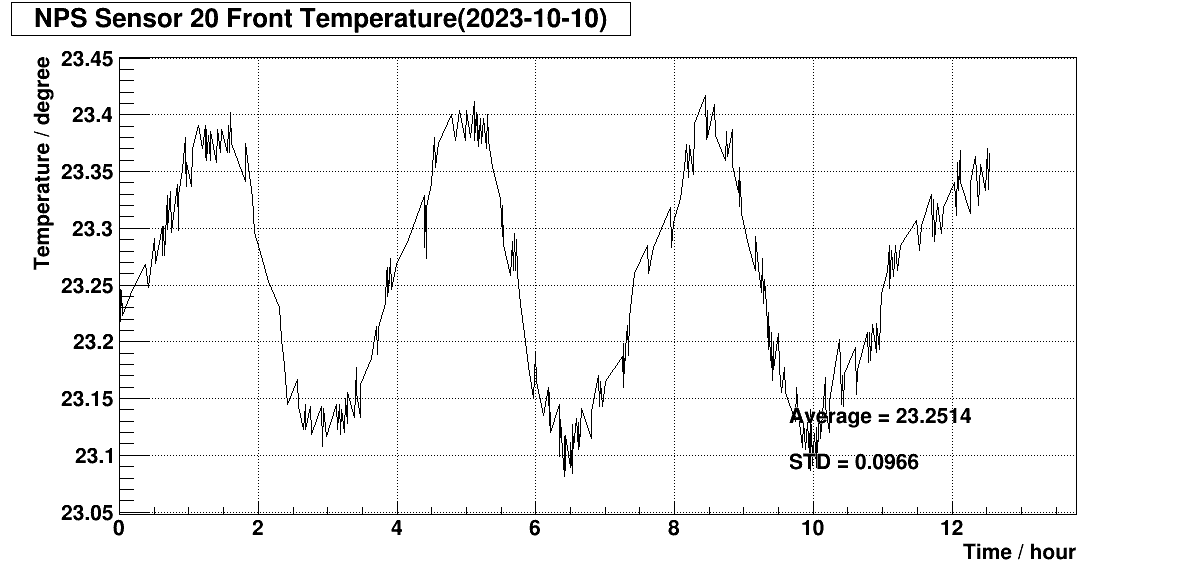 NPS Sensor 20 Front Temperature(2023-10-10)
Temperature / degree
23.45
23.4
23.35
23.3
23.25
23.2
23.15
23.1
23.05
Average = 23.2514
STD = 0.0966
0 2 4 6 8 10 12
Time / hour